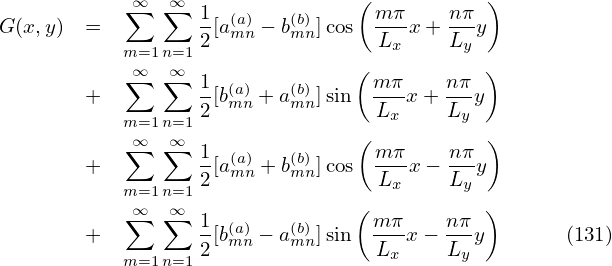 G(x, y) = \sum_{m=1}^{\infty} \sum_{n=1}^{\infty} \frac{1}{2} [a_{mn}^{(a)} - b_{mn}^{(b)}] \cos \left( \frac{m\pi}{L_x} x + \frac{n\pi}{L_y} y \right)
+ \sum_{m=1}^{\infty} \sum_{n=1}^{\infty} \frac{1}{2} [b_{mn}^{(a)} + a_{mn}^{(b)}] \sin \left( \frac{m\pi}{L_x} x + \frac{n\pi}{L_y} y \right)
+ \sum_{m=1}^{\infty} \sum_{n=1}^{\infty} \frac{1}{2} [a_{mn}^{(a)} + b_{mn}^{(b)}] \cos \left( \frac{m\pi}{L_x} x - \frac{n\pi}{L_y} y \right)
+ \sum_{m=1}^{\infty} \sum_{n=1}^{\infty} \frac{1}{2} [b_{mn}^{(a)} - a_{mn}^{(b)}] \sin \left( \frac{m\pi}{L_x} x - \frac{n\pi}{L_y} y \right) (131)